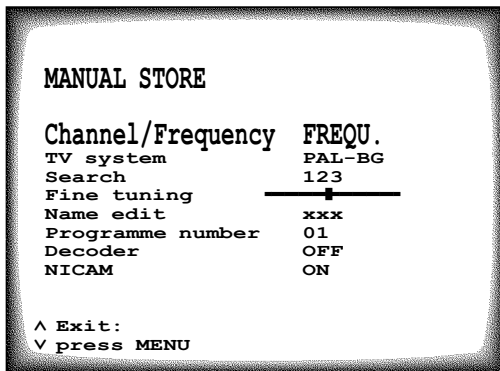 MANUAL STORE
Channel/Frequency FREQU.
TV system PAL-BG
Search 123
Fine tuning
Name edit xxx
Programme number 01
Decoder OFF
NICAM ON
∧ Exit:
∨ press MENU